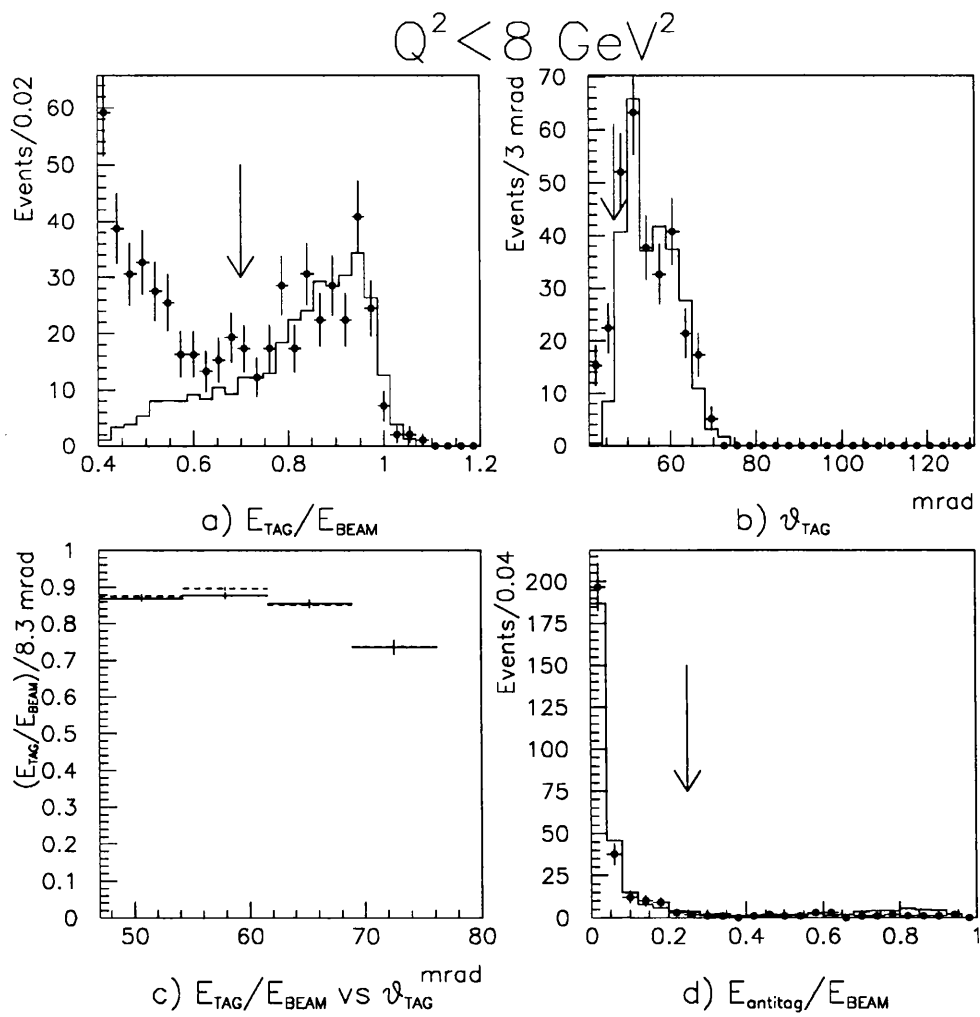 Q² < 8 GeV²
Events/0.02
60
50
40
30
20
10
0
0.4 0.6 0.8 1 1.2
a) E_TAG/E_BEAM
Events/3 mrad
70
60
50
40
30
20
10
0
60 80 100 120
mrad
b) ϑ_TAG
(E_TAG/E_BEAM)/8.3 mrad
1
0.9
0.8
0.7
0.6
0.5
0.4
0.3
0.2
0.1
0
50 60 70 80
mrad
c) E_TAG/E_BEAM vs ϑ_TAG
Events/0.04
200
175
150
125
100
75
50
25
0
0 0.2 0.4 0.6 0.8 1
d) E_antitag/E_BEAM